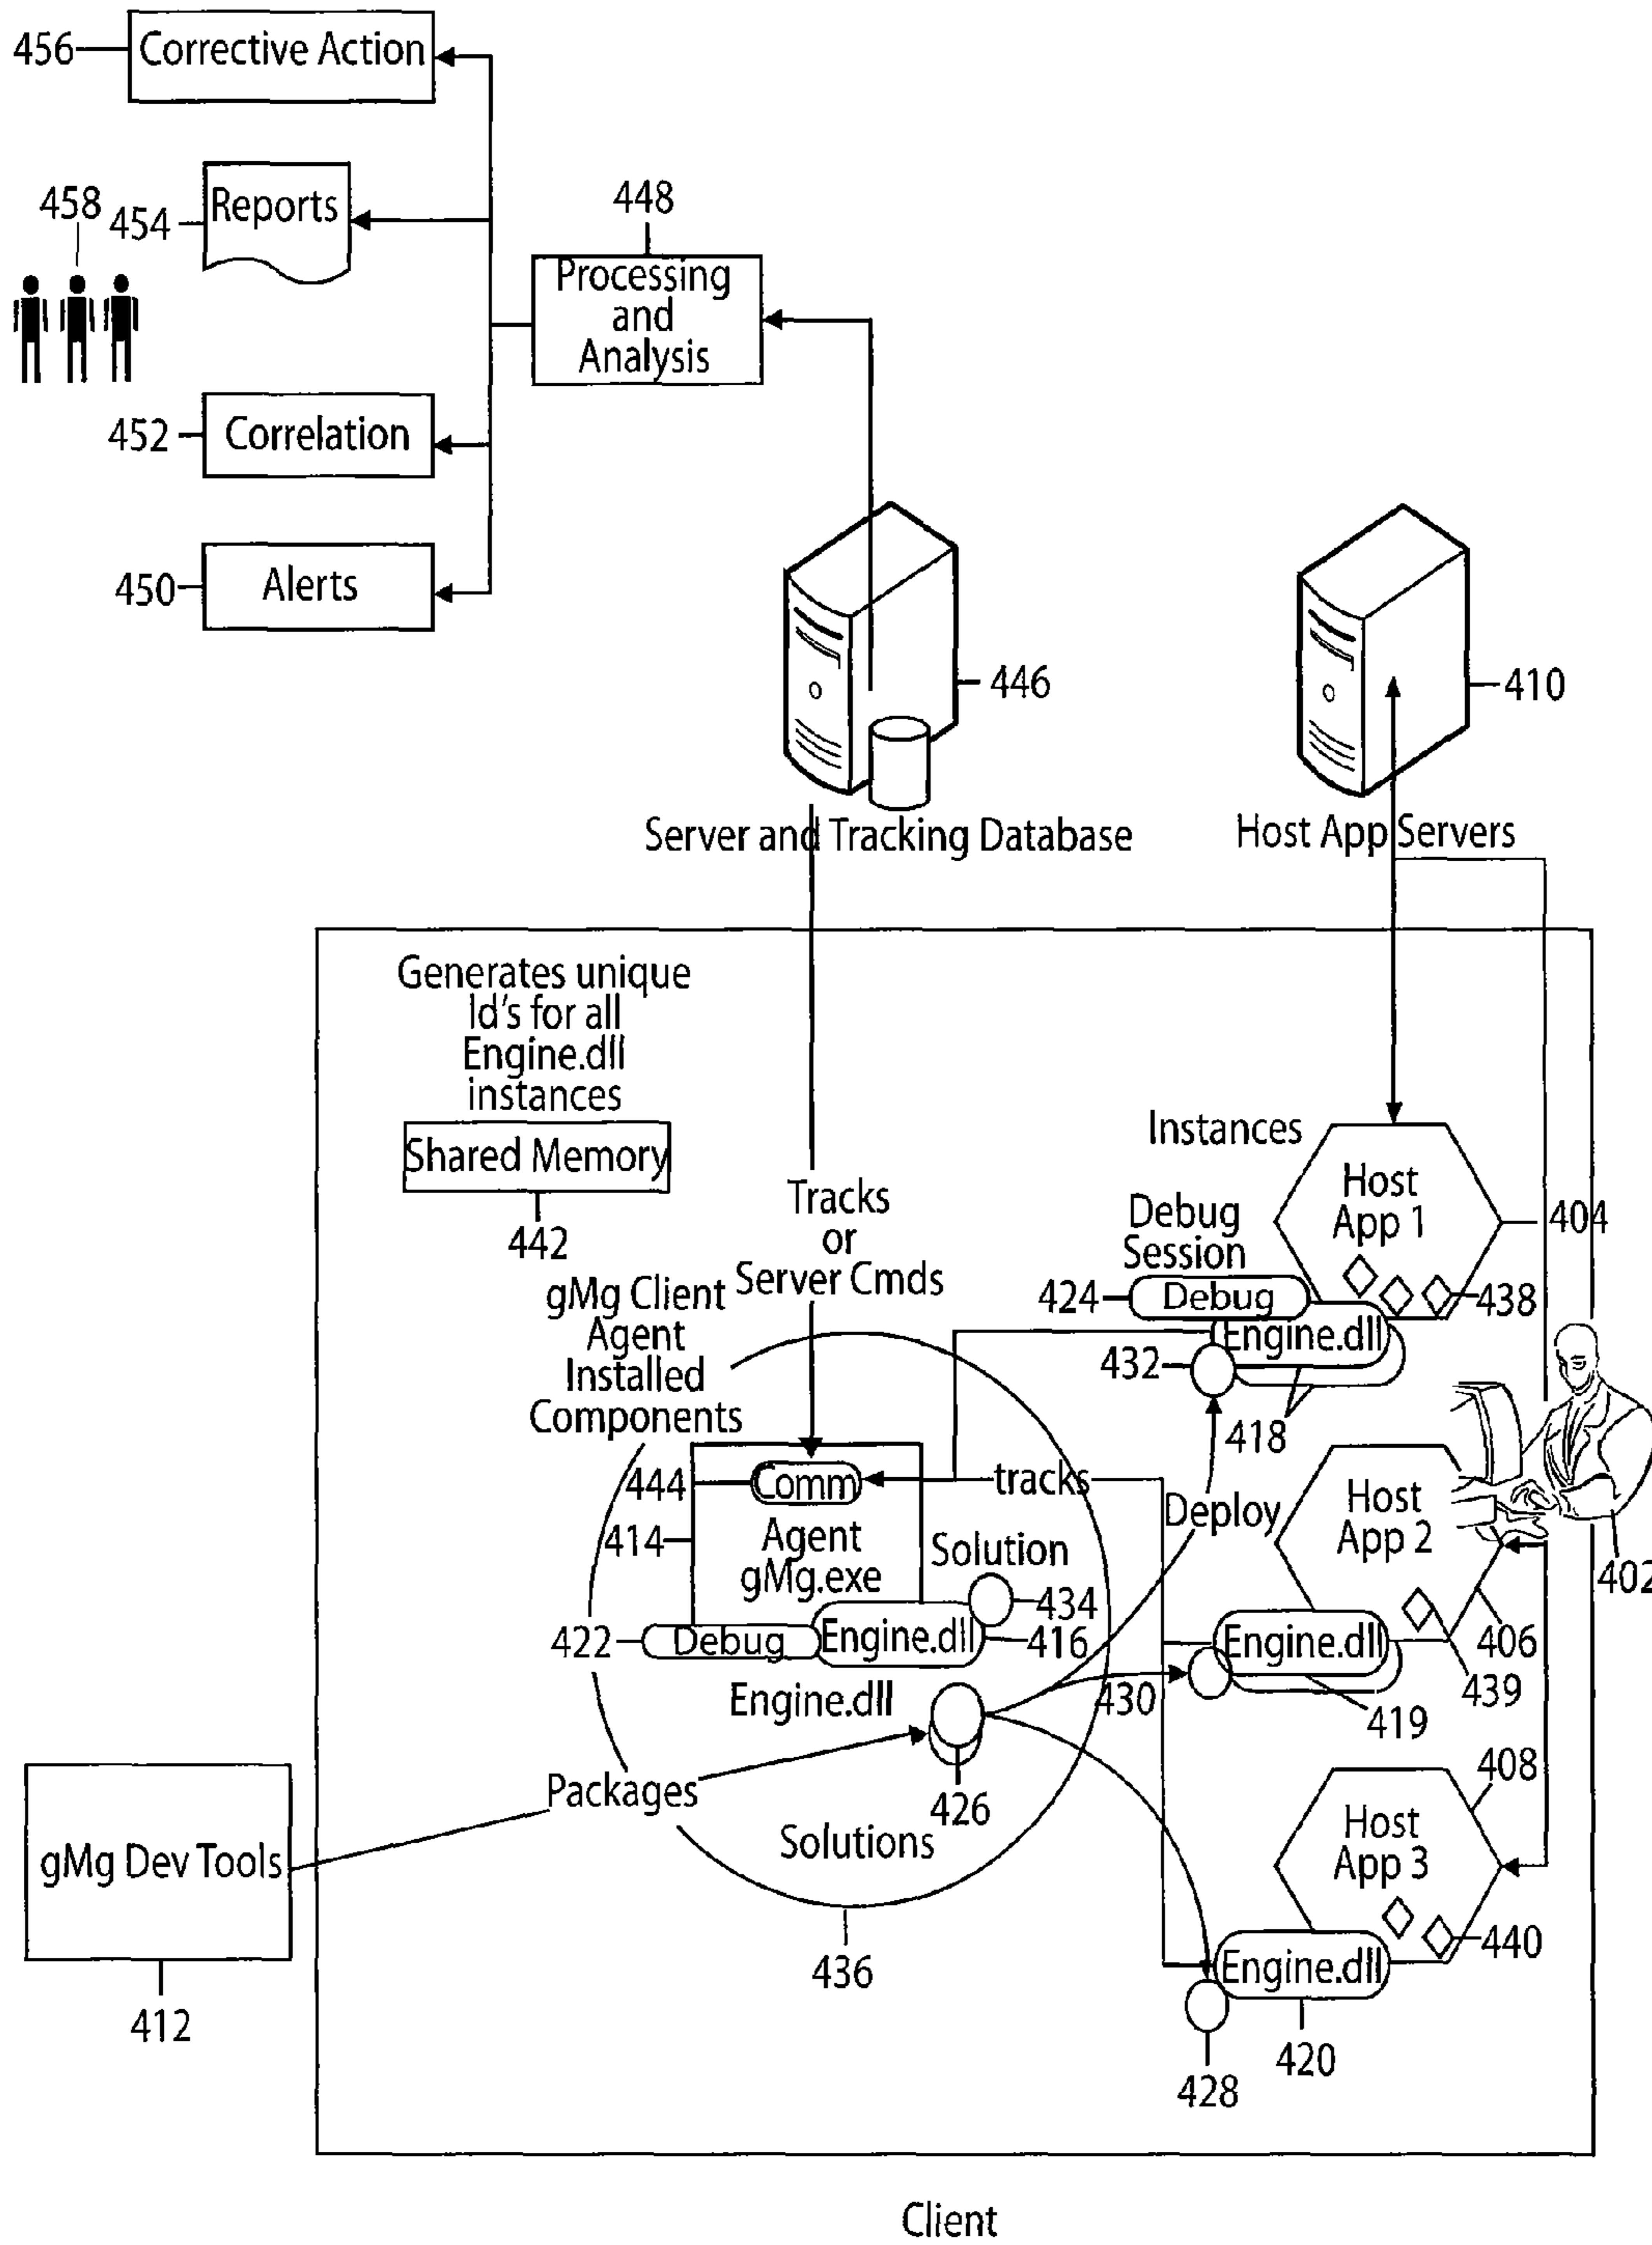 456
Corrective Action
458
454
Reports
448
Processing
and
Analysis
452
Correlation
450
Alerts
446
410
Server and Tracking Database
Host App Servers
Generates unique
Id's for all
Engine.dll
instances
Shared Memory
442
Tracks
or
Server Cmds
Instances
Host
App 1
404
Debug
Session
424
Debug
438
Engine.dll
432
418
gMg Client
Agent
Installed
Components
444
Comm
tracks
414
Agent
gMg.exe
Solution
434
422
Debug
Engine.dll
416
Engine.dll
Deploy
Host
App 2
402
Engine.dll
406
430
439
419
Packages
426
Solutions
408
Host
App 3
gMg Dev Tools
412
436
440
Engine.dll
420
428
Client